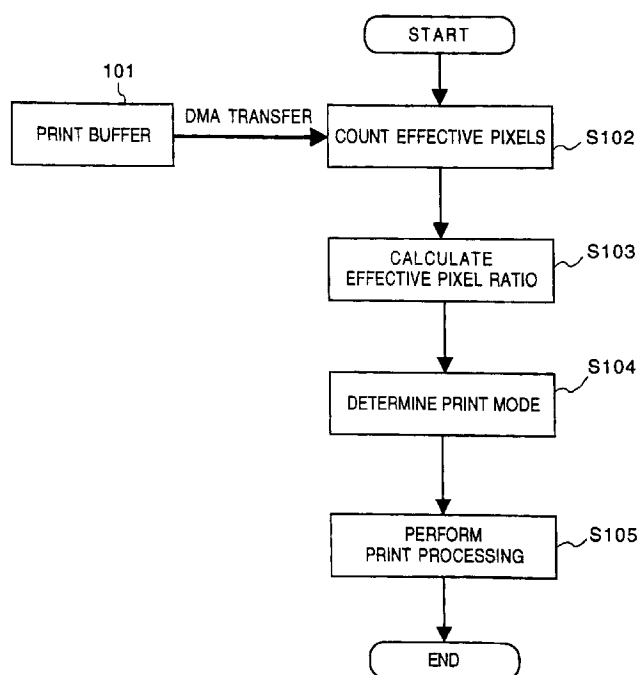 START
101
PRINT BUFFER
DMA TRANSFER
COUNT EFFECTIVE PIXELS
S102
CALCULATE
EFFECTIVE PIXEL RATIO
S103
DETERMINE PRINT MODE
S104
PERFORM
PRINT PROCESSING
S105
END